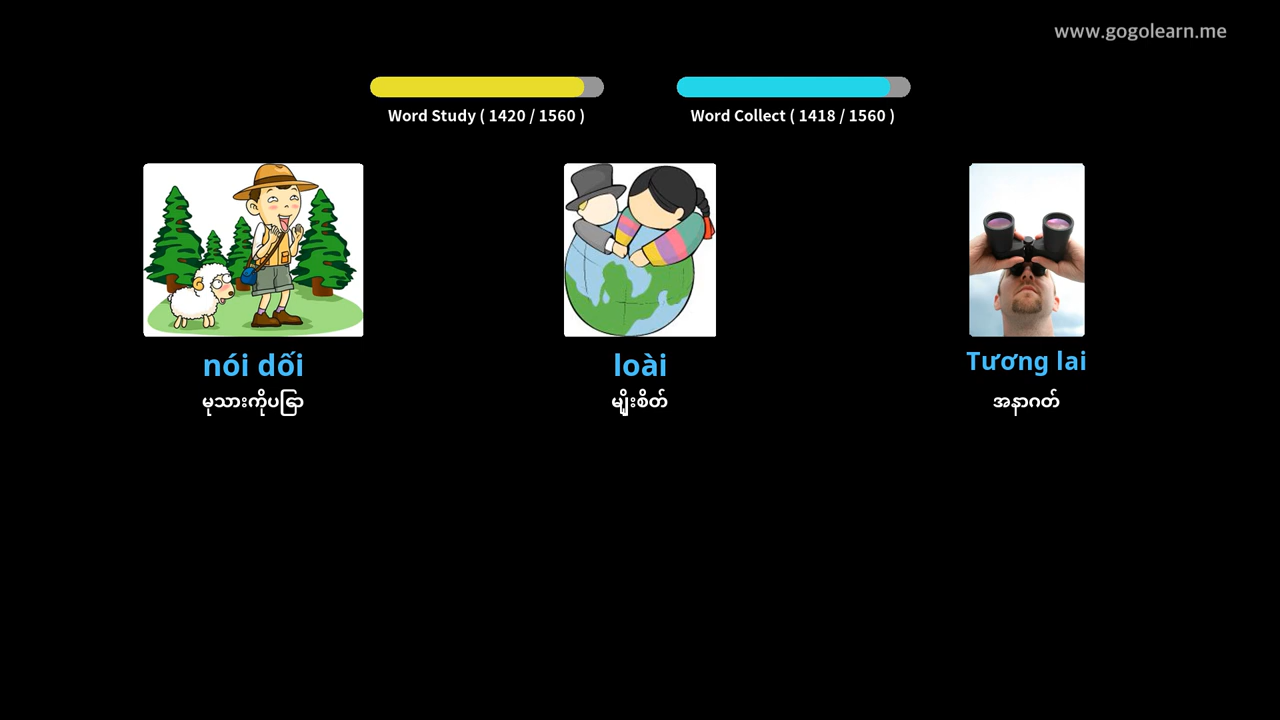 www.gogolearn.me
Word Study ( 1420 / 1560 )
Word Collect ( 1418 / 1560 )
nói dối
loài
Tương lai
မုသားကိုပြော
မျိုးစိတ်
အနာဂတ်